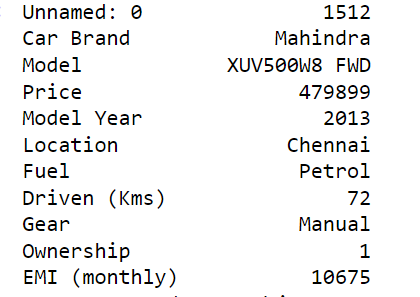 Unnamed: 0 1512
Car Brand Mahindra
Model XUV500W8 FWD
Price 479899
Model Year 2013
Location Chennai
Fuel Petrol
Driven (Kms) 72
Gear Manual
Ownership 1
EMI (monthly) 10675